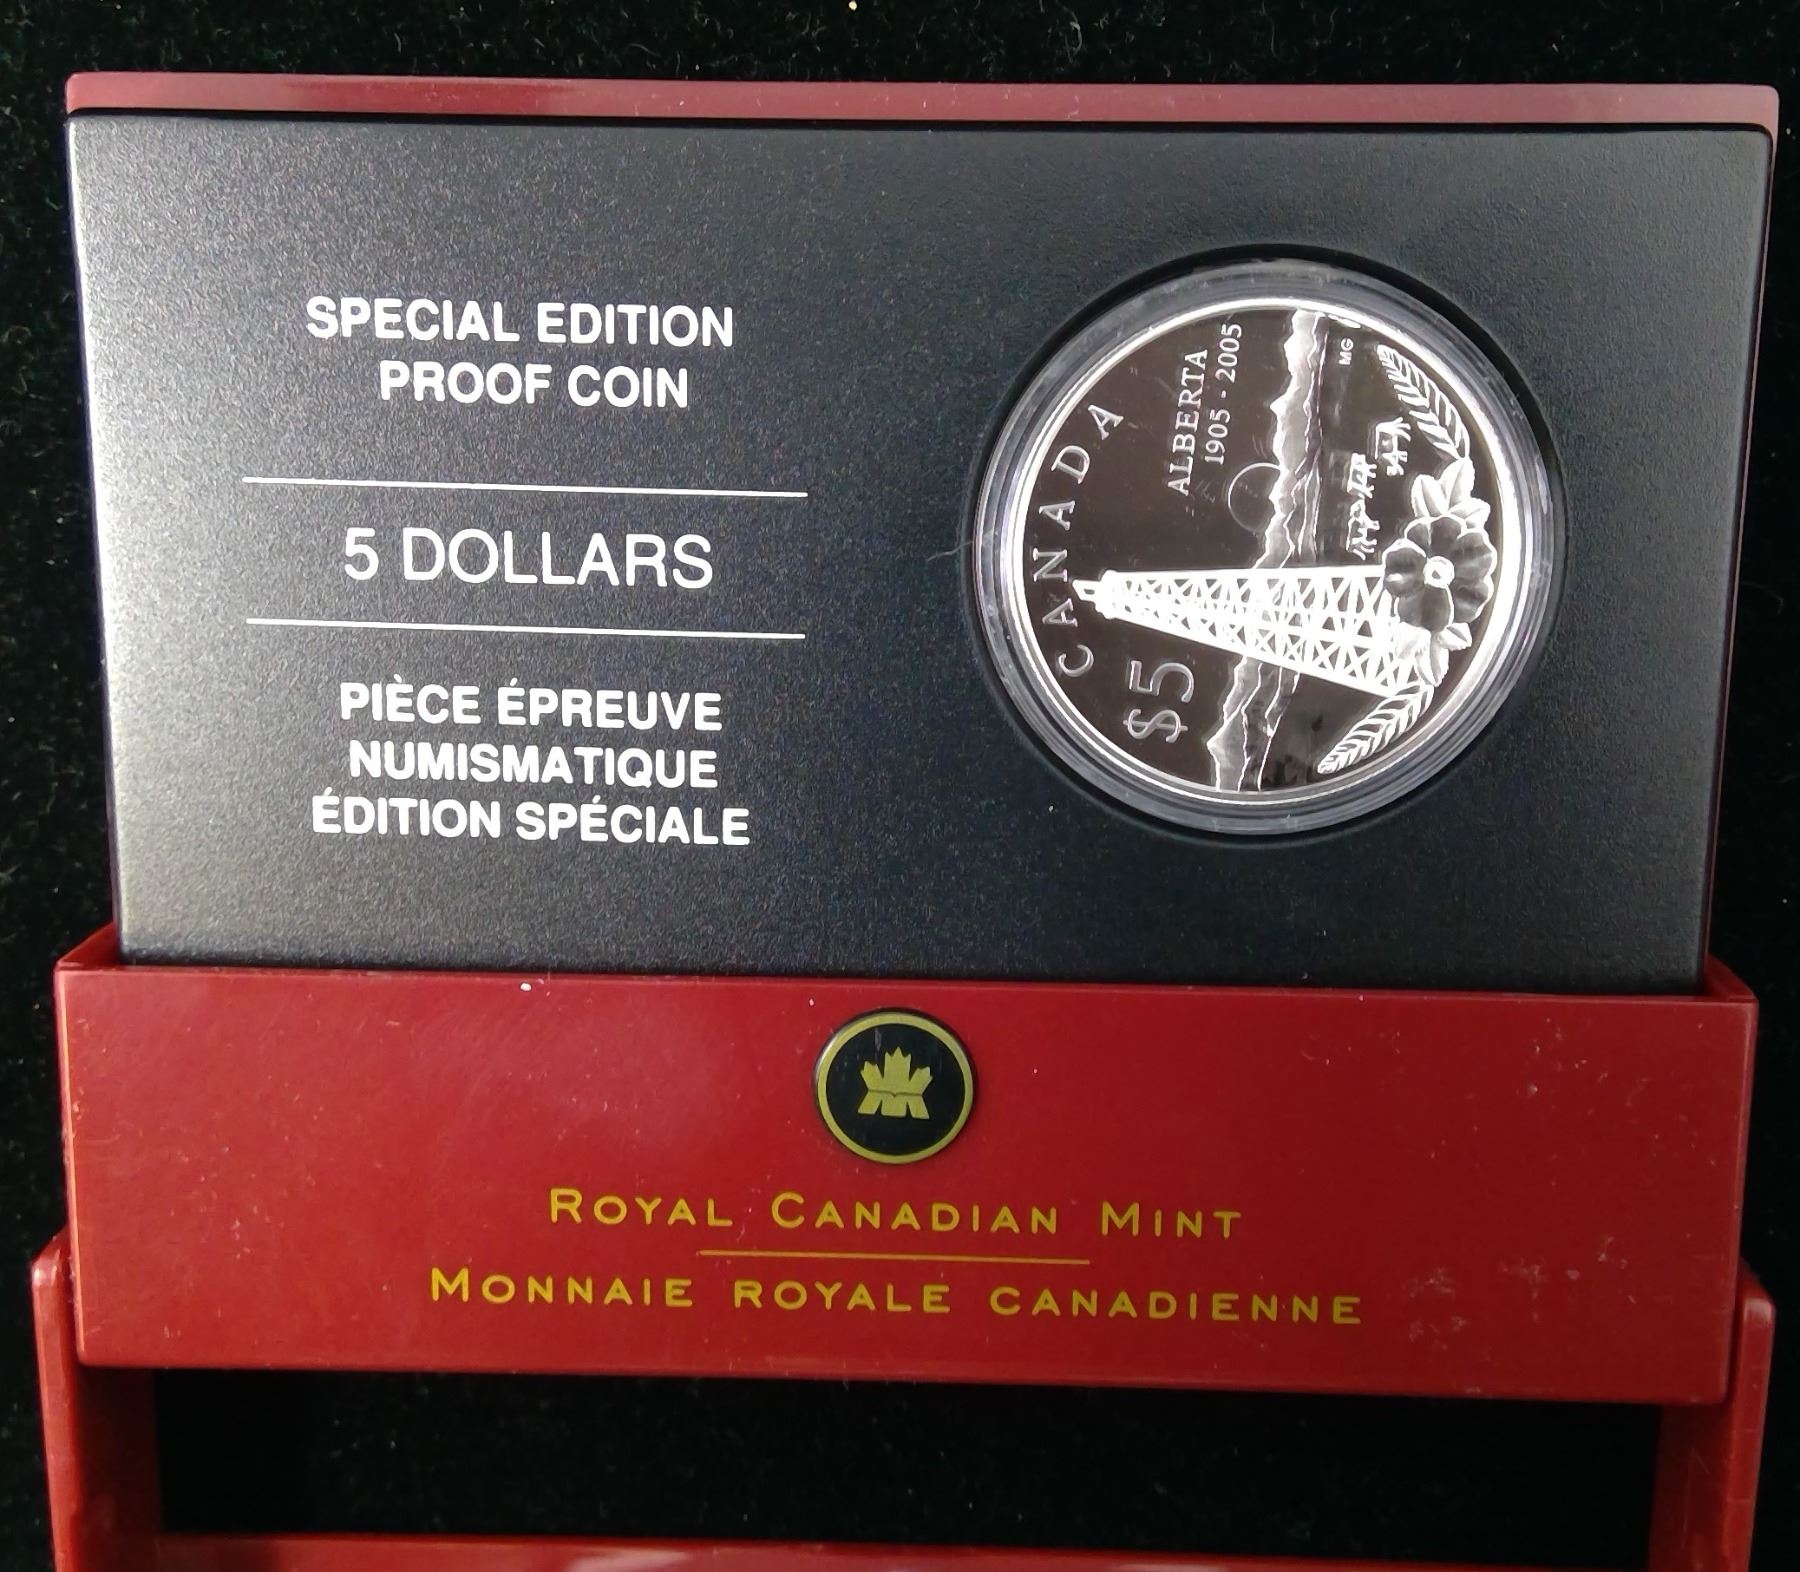 SPECIAL EDITION
PROOF COIN
5 DOLLARS
PIÈCE ÉPREUVE
NUMISMATIQUE
ÉDITION SPÉCIALE
CANADA
ALBERTA
1905 - 2005
MG
$5
ROYAL CANADIAN MINT
MONNAIE ROYALE CANADIENNE